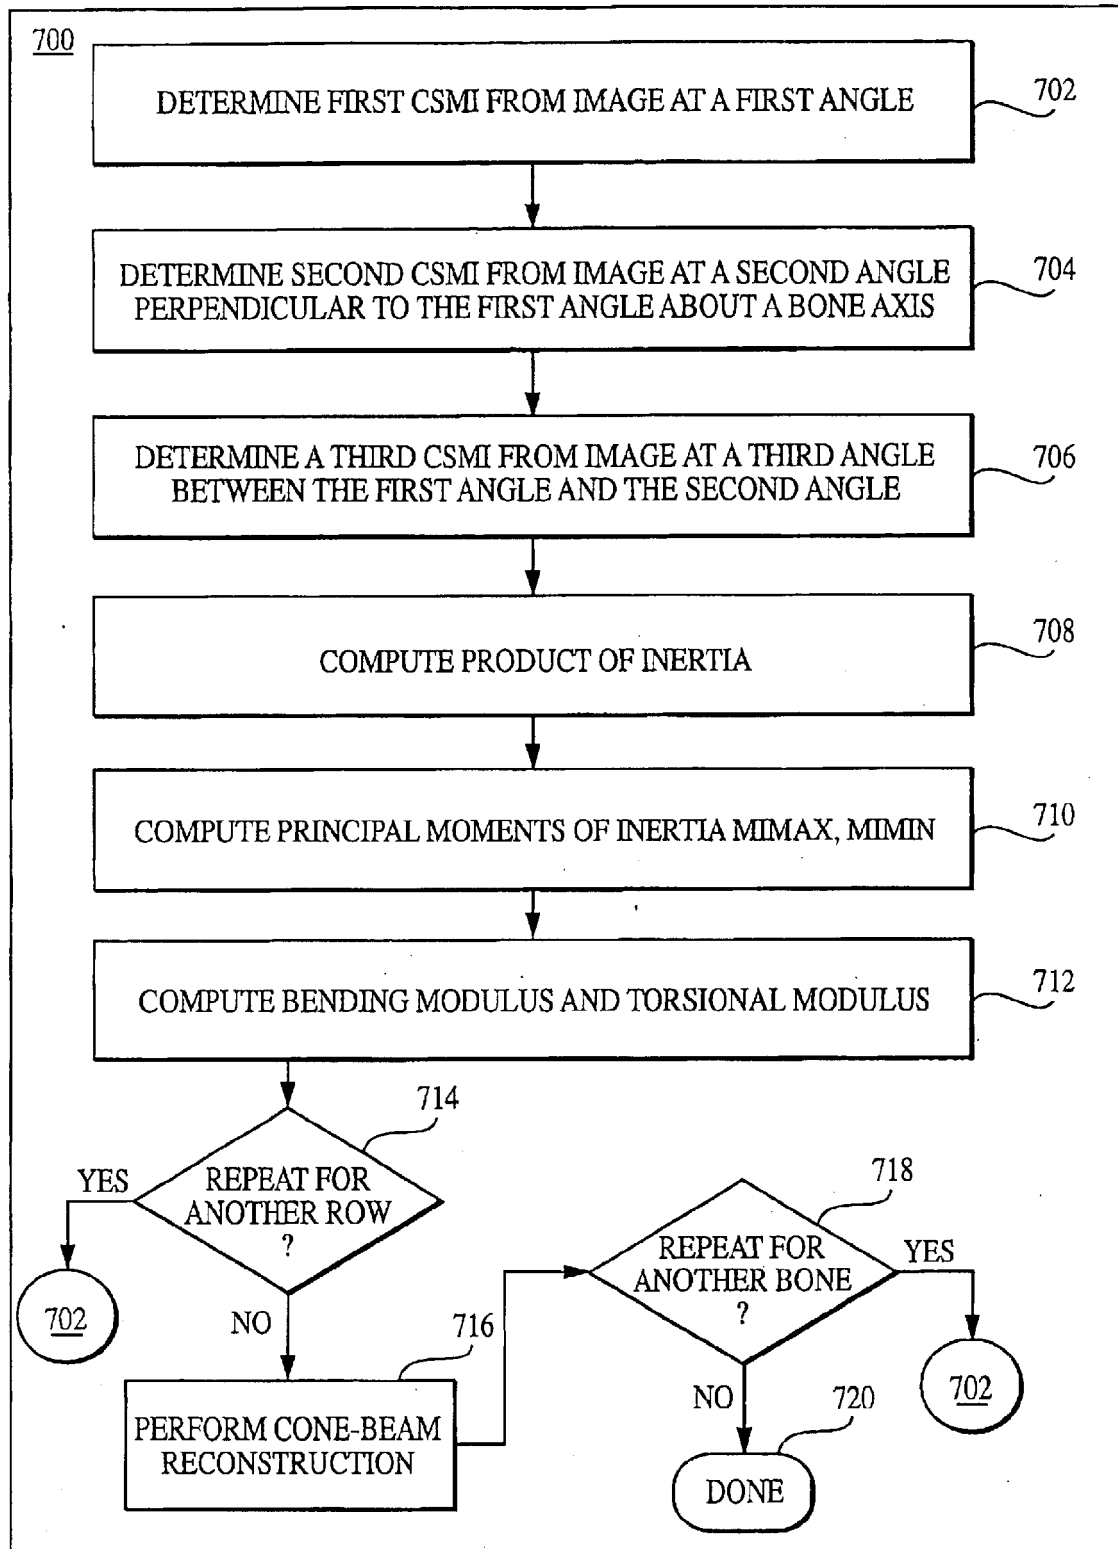 700
DETERMINE FIRST CSMI FROM IMAGE AT A FIRST ANGLE
702
DETERMINE SECOND CSMI FROM IMAGE AT A SECOND ANGLE
PERPENDICULAR TO THE FIRST ANGLE ABOUT A BONE AXIS
704
DETERMINE A THIRD CSMI FROM IMAGE AT A THIRD ANGLE
BETWEEN THE FIRST ANGLE AND THE SECOND ANGLE
706
COMPUTE PRODUCT OF INERTIA
708
COMPUTE PRINCIPAL MOMENTS OF INERTIA MIMAX, MIMIN
710
COMPUTE BENDING MODULUS AND TORSIONAL MODULUS
712
714
YES
REPEAT FOR
ANOTHER ROW
?
702
NO
716
PERFORM CONE-BEAM
RECONSTRUCTION
718
REPEAT FOR
ANOTHER BONE
?
YES
702
NO
720
DONE